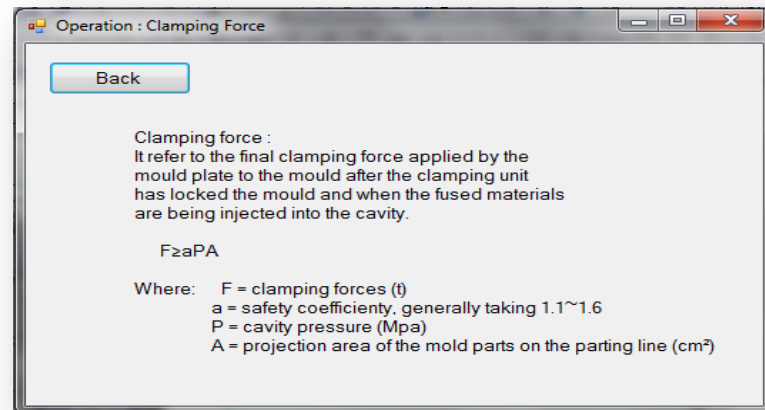 Operation : Clamping Force
Back
Clamping force :
It refer to the final clamping force applied by the
mould plate to the mould after the clamping unit
has locked the mould and when the fused materials
are being injected into the cavity.
F≥aPA
Where: F = clamping forces (t)
a = safety coefficienty, generally taking 1.1~1.6
P = cavity pressure (Mpa)
A = projection area of the mold parts on the parting line (cm²)